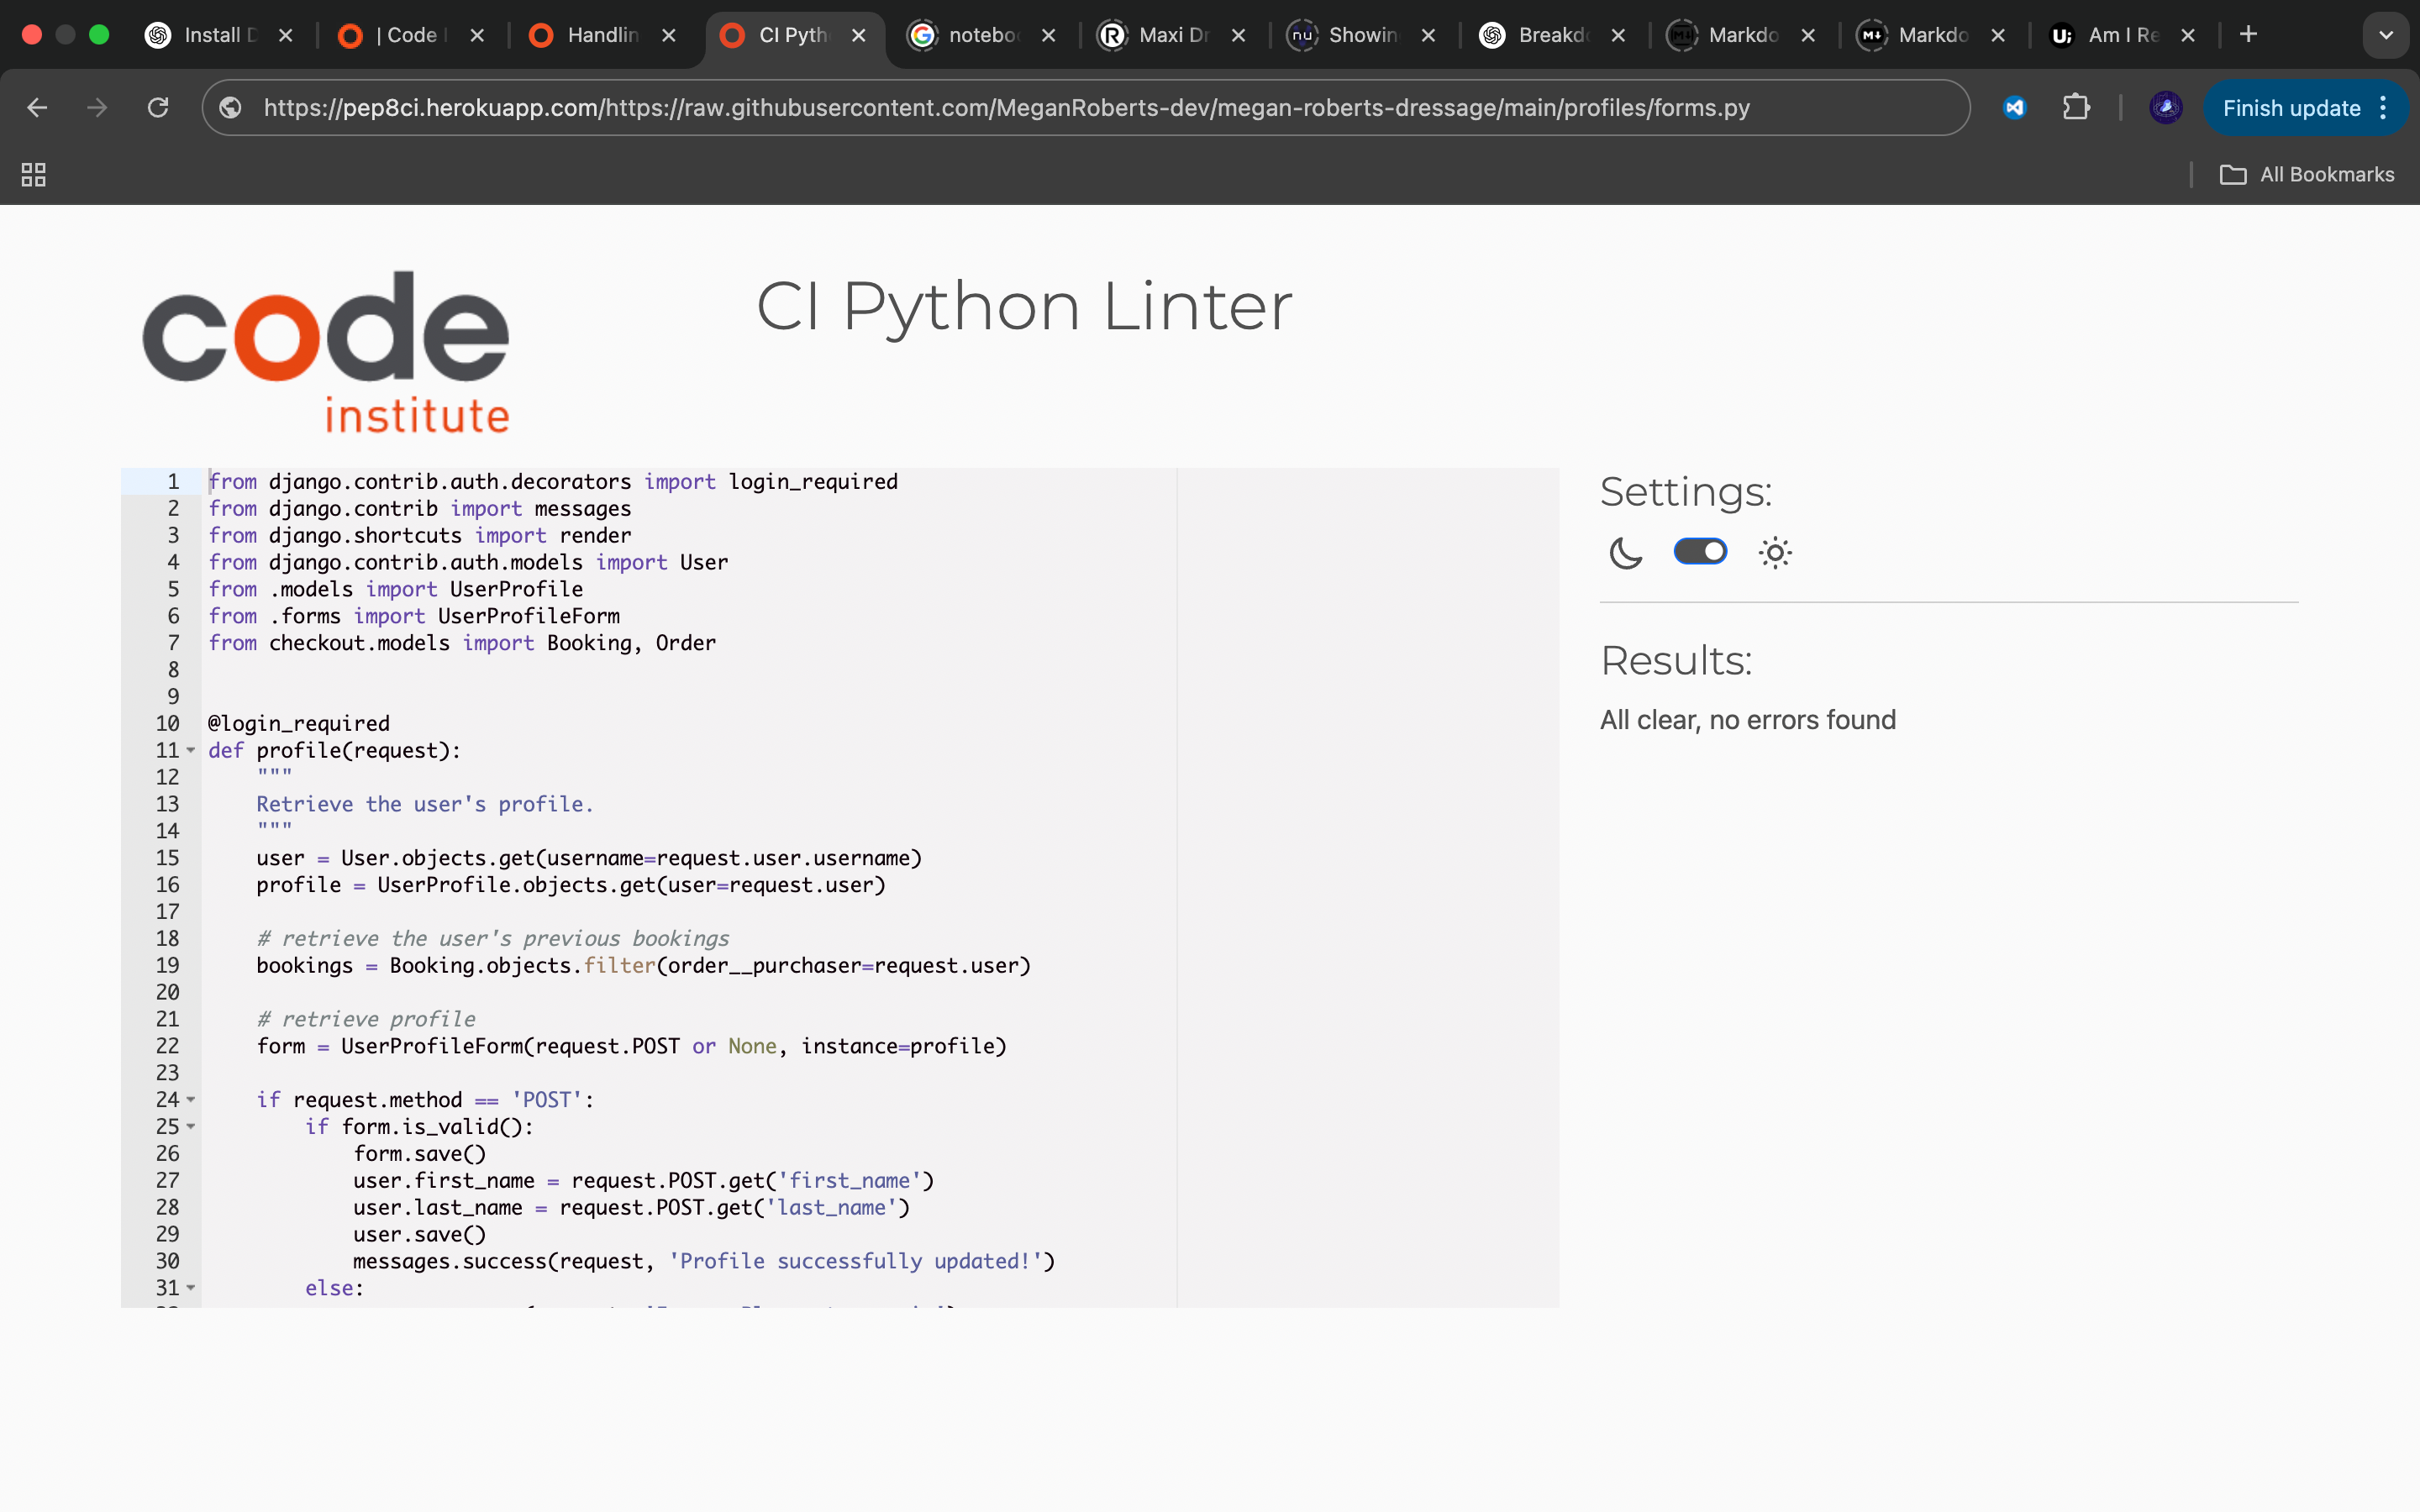 Install D
| Code I
Handlin
CI Pyth
notebo
Maxi Dr
nu
Showin
Breakdo
M↓
Markdo
M↓
Markdo
U;
Am I Re
https://pep8ci.herokuapp.com/https://raw.githubusercontent.com/MeganRoberts-dev/megan-roberts-dressage/main/profiles/forms.py
Finish update
All Bookmarks
code
institute
CI Python Linter
1 from django.contrib.auth.decorators import login_required
2 from django.contrib import messages
3 from django.shortcuts import render
4 from django.contrib.auth.models import User
5 from .models import UserProfile
6 from .forms import UserProfileForm
7 from checkout.models import Booking, Order
8
9
10 @login_required
11 def profile(request):
12     """
13     Retrieve the user's profile.
14     """
15     user = User.objects.get(username=request.user.username)
16     profile = UserProfile.objects.get(user=request.user)
17
18     # retrieve the user's previous bookings
19     bookings = Booking.objects.filter(order__purchaser=request.user)
20
21     # retrieve profile
22     form = UserProfileForm(request.POST or None, instance=profile)
23
24     if request.method == 'POST':
25         if form.is_valid():
26             form.save()
27             user.first_name = request.POST.get('first_name')
28             user.last_name = request.POST.get('last_name')
29             user.save()
30             messages.success(request, 'Profile successfully updated!')
31         else:
Settings:
Results:
All clear, no errors found